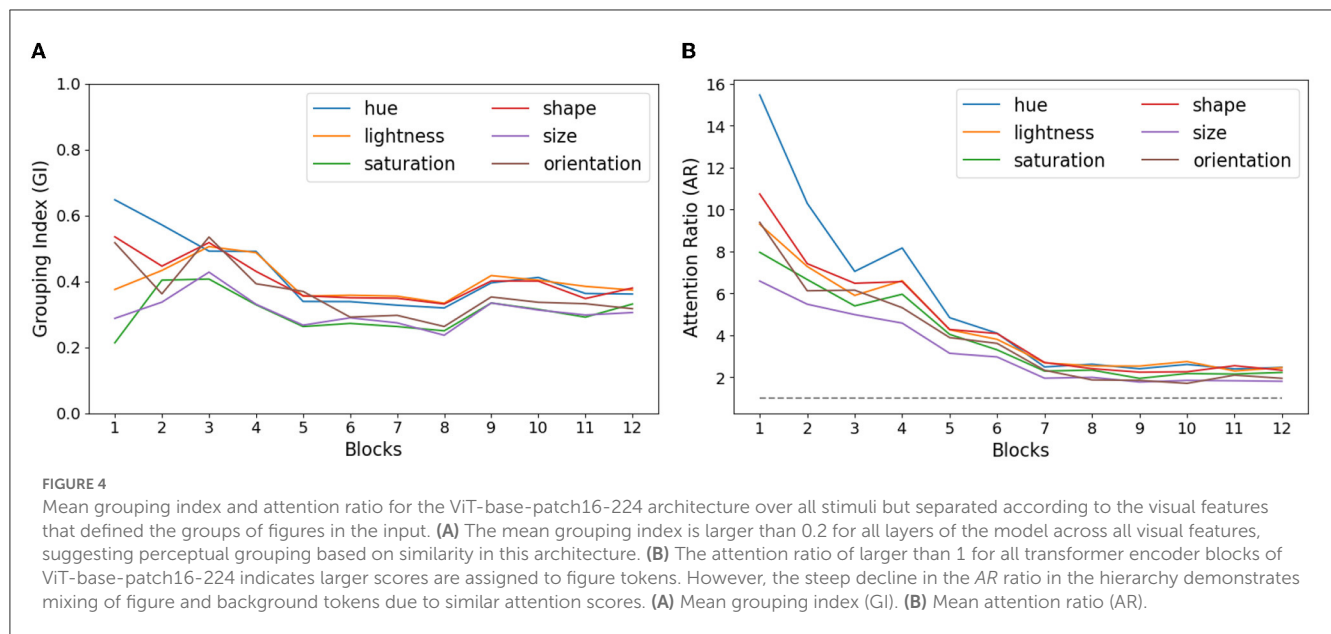 A
B
1.0
0.8
0.6
0.4
0.2
0.0
Grouping Index (GI)
hue
lightness
saturation
shape
size
orientation
1 2 3 4 5 6 7 8 9 10 11 12
Blocks
16
14
12
10
8
6
4
2
Attention Ratio (AR)
hue
lightness
saturation
shape
size
orientation
1 2 3 4 5 6 7 8 9 10 11 12
Blocks
FIGURE 4
Mean grouping index and attention ratio for the ViT-base-patch16-224 architecture over all stimuli but separated according to the visual features
that defined the groups of figures in the input. (A) The mean grouping index is larger than 0.2 for all layers of the model across all visual features,
suggesting perceptual grouping based on similarity in this architecture. (B) The attention ratio of larger than 1 for all transformer encoder blocks of
ViT-base-patch16-224 indicates larger scores are assigned to figure tokens. However, the steep decline in the AR ratio in the hierarchy demonstrates
mixing of figure and background tokens due to similar attention scores. (A) Mean grouping index (GI). (B) Mean attention ratio (AR).